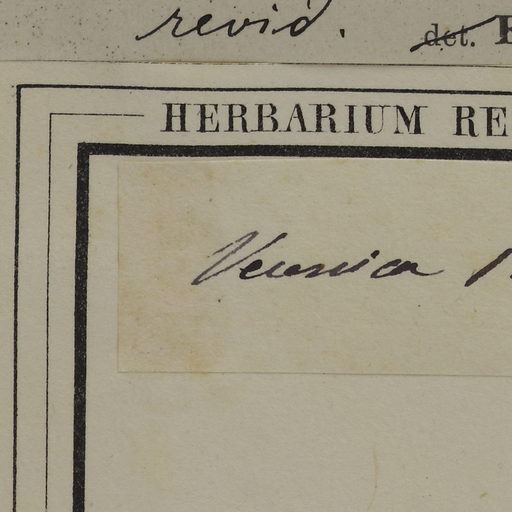 revid. det.
HERBARIUM RE
Veronica